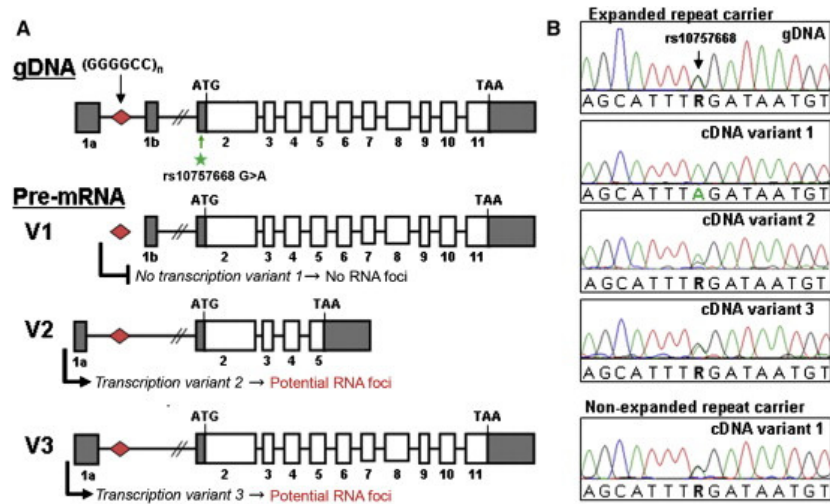 A
gDNA (GGGGCC)n
ATG
TAA
1a 1b 2 3 4 5 6 7 8 9 10 11
rs10757668 G>A
Pre-mRNA
V1
ATG
TAA
1b 2 3 4 5 6 7 8 9 10 11
No transcription variant 1→ No RNA foci
V2
ATG
TAA
1a 2 3 4 5
Transcription variant 2 → Potential RNA foci
V3
ATG
TAA
1a 2 3 4 5 6 7 8 9 10 11
Transcription variant 3 → Potential RNA foci
B
Expanded repeat carrier
rs10757668
gDNA
AGCATTTRGATAATGT
cDNA variant 1
AGCATTTAGATAATGT
cDNA variant 2
AGCATTTRGATAATGT
cDNA variant 3
AGCATTTRGATAATGT
Non-expanded repeat carrier
cDNA variant 1
AGCATTTRGATAATGT